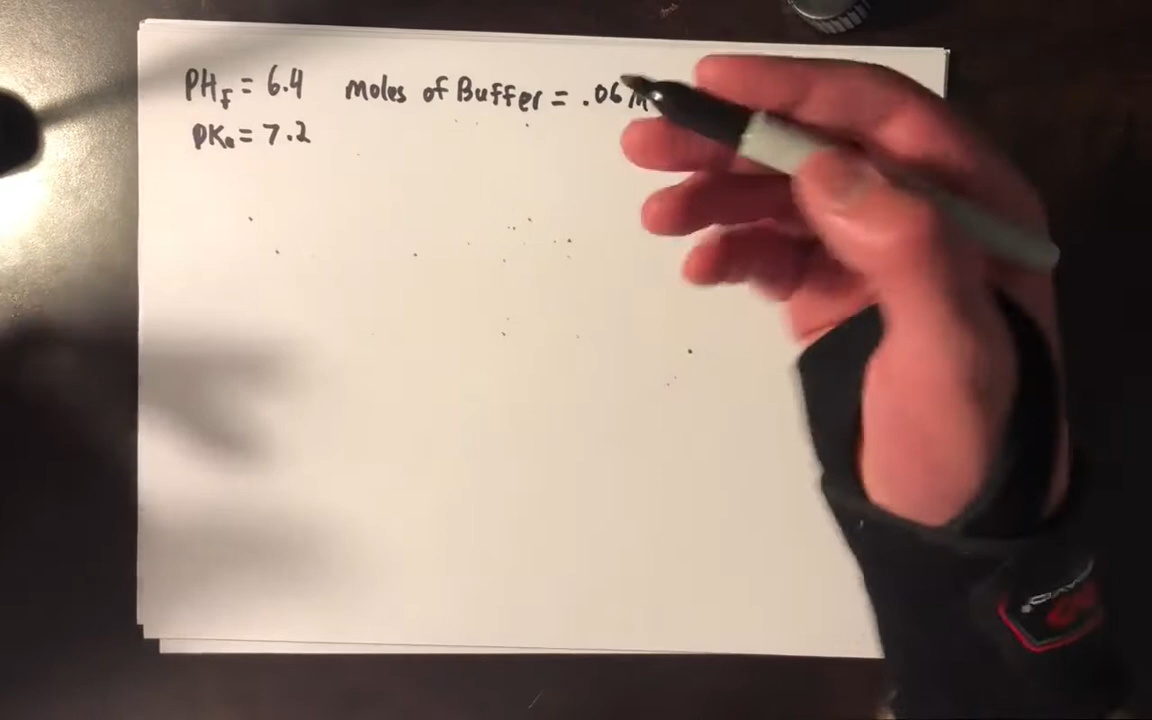 PHF = 6.4 moles of Buffer = .06
PKa = 7.2